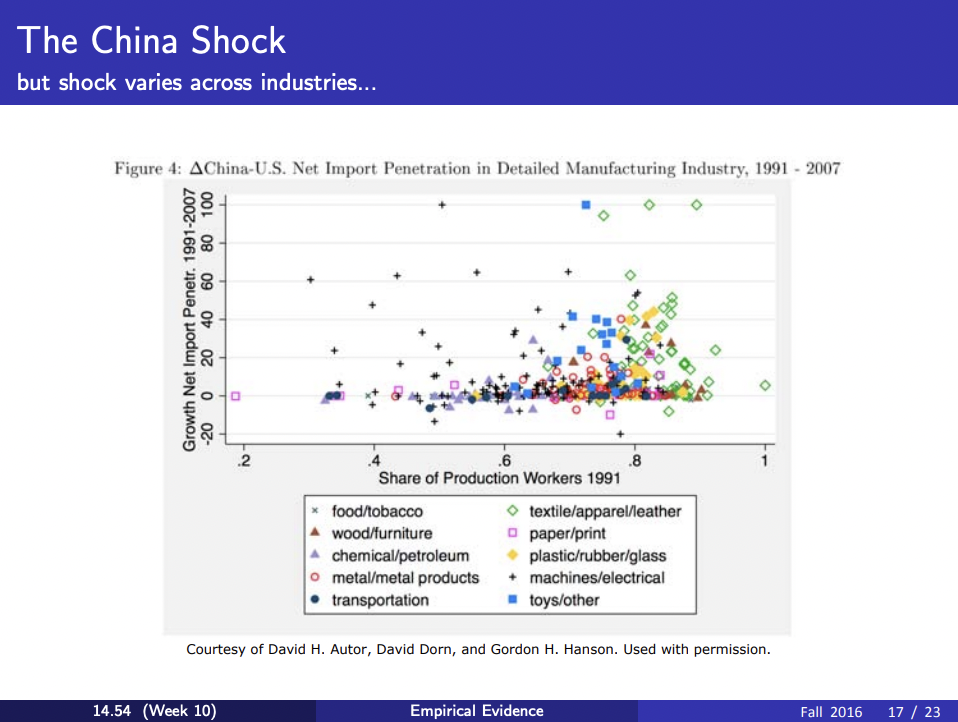 The China Shock
but shock varies across industries...
Figure 4: ΔChina-U.S. Net Import Penetration in Detailed Manufacturing Industry, 1991 - 2007
Growth Net Import Penetr. 1991-2007
100
80
60
40
20
0
-20
.2 .4 .6 .8 1
Share of Production Workers 1991
food/tobacco textile/apparel/leather
wood/furniture paper/print
chemical/petroleum plastic/rubber/glass
metal/metal products machines/electrical
transportation toys/other
Courtesy of David H. Autor, David Dorn, and Gordon H. Hanson. Used with permission.
14.54 (Week 10) Empirical Evidence Fall 2016 17 / 23